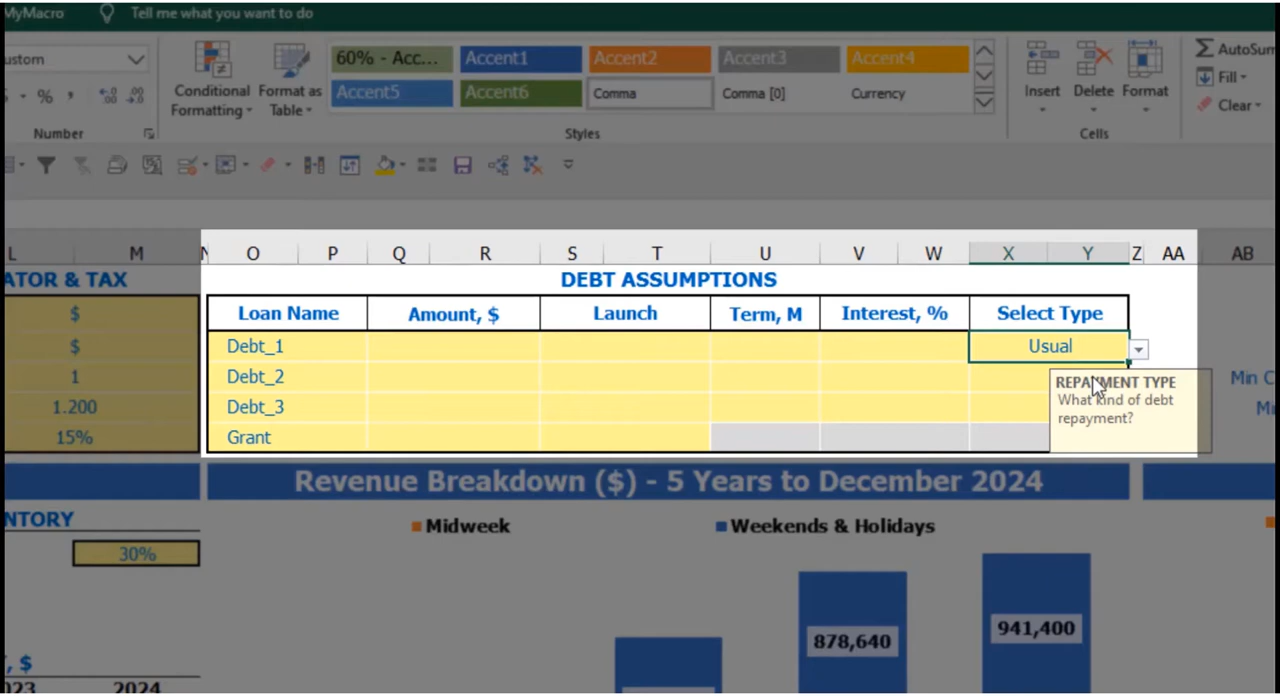 MyMacro Tell me what you want to do
ustom
60% - Acc... Accent1 Accent2 Accent3 Accent4
Accent5 Accent6 Comma Comma [0] Currency
Conditional Formatting
Format as Table
Insert Delete Format
AutoSum
Fill
Clear
% , .0 .00
Number Styles Cells
L M N O P Q R S T U V W X Y Z AA AB
ATOR & TAX
$
$
1
1.200
15%
DEBT ASSUMPTIONS
Loan Name Amount, $ Launch Term, M Interest, % Select Type
Debt_1 Usual
Debt_2
Debt_3
Grant
REPAYMENT TYPE
What kind of debt
repayment?
Min C
Mi
Revenue Breakdown ($) - 5 Years to December 2024
NTORY
30%
Midweek Weekends & Holidays
878,640
941,400
, $
023 2024